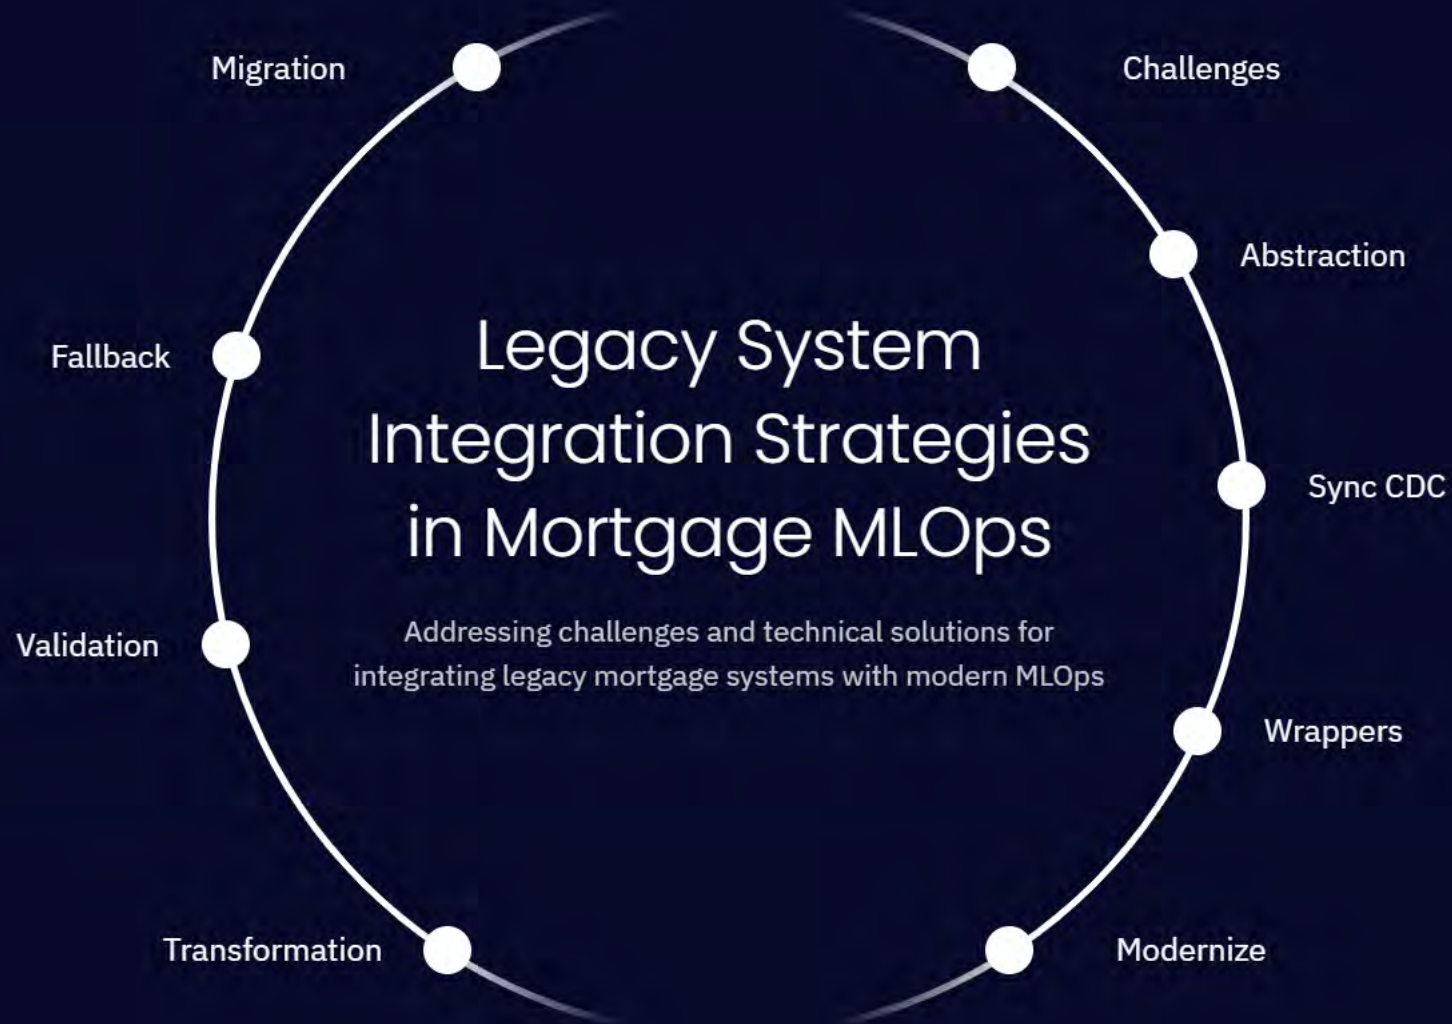 Migration
Challenges
Abstraction
Fallback
Legacy System
Integration Strategies
in Mortgage MLOps
Sync CDC
Addressing challenges and technical solutions for
integrating legacy mortgage systems with modern MLOps
Validation
Wrappers
Transformation
Modernize